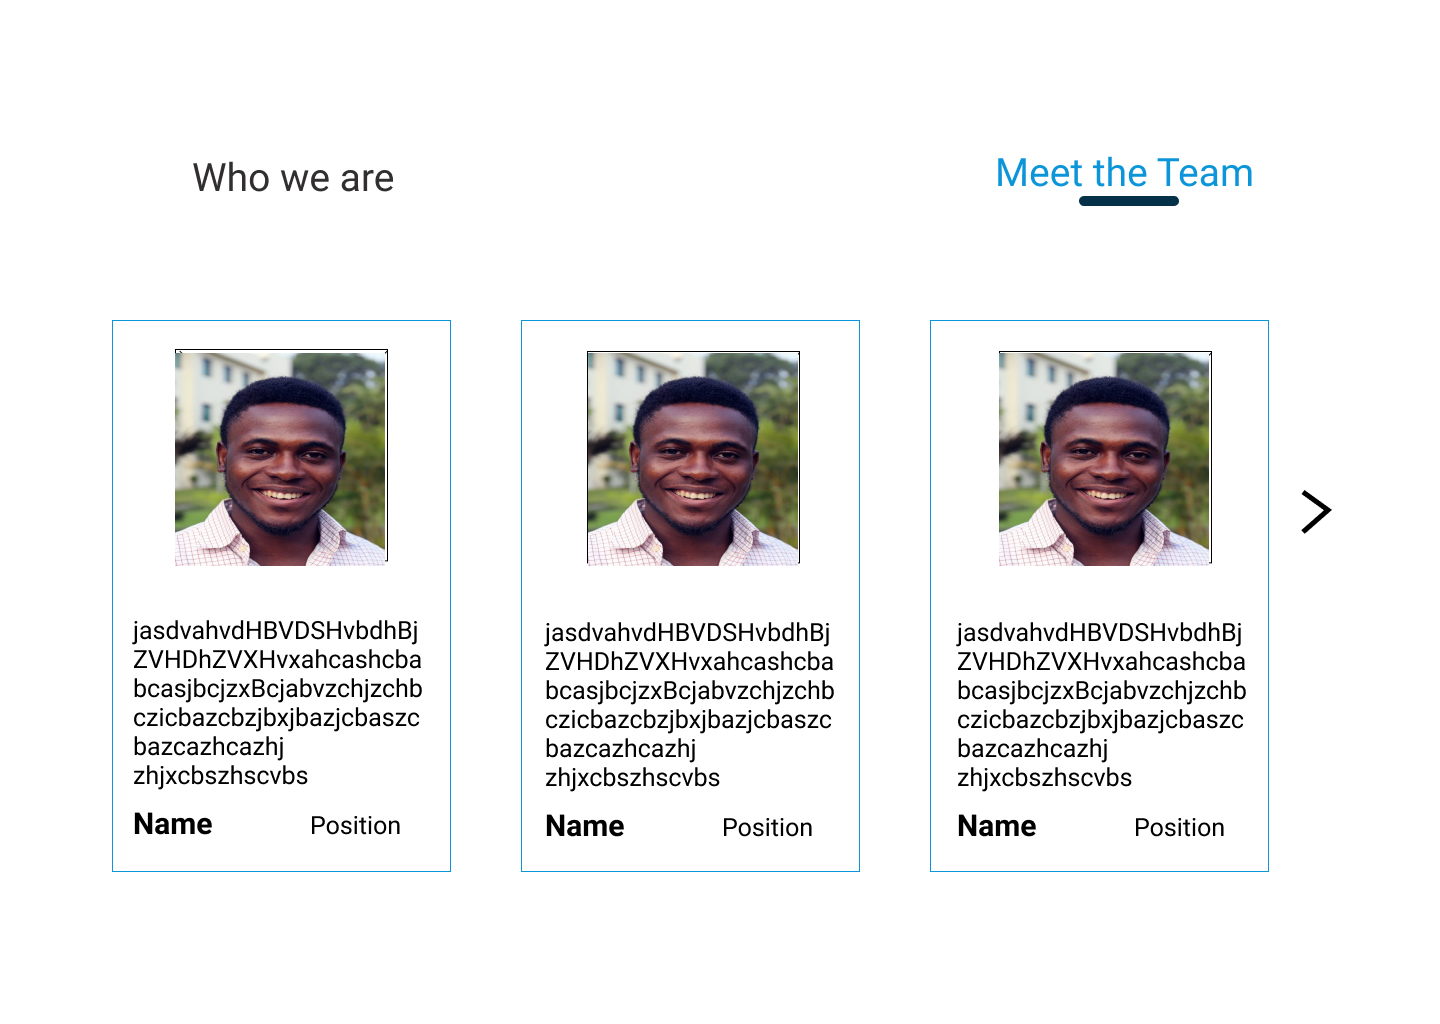 Who we are
Meet the Team
jasdvahvdHBVDSHvbdhBj
ZVHDhZVXHvxahcashcba
bcasjbcjzxBcjabvzchjzchb
czicbazcbzjbxjbazjcbaszc
bazcazhcazhj
zhjxcbszhscvbs
Name
Position
jasdvahvdHBVDSHvbdhBj
ZVHDhZVXHvxahcashcba
bcasjbcjzxBcjabvzchjzchb
czicbazcbzjbxjbazjcbaszc
bazcazhcazhj
zhjxcbszhscvbs
Name
Position
jasdvahvdHBVDSHvbdhBj
ZVHDhZVXHvxahcashcba
bcasjbcjzxBcjabvzchjzchb
czicbazcbzjbxjbazjcbaszc
bazcazhcazhj
zhjxcbszhscvbs
Name
Position